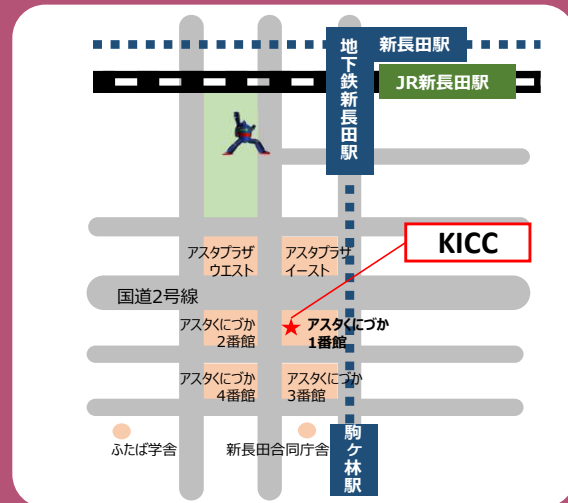 新長田駅
地下鉄新長田駅
JR新長田駅
アスタプラザ
ウエスト
アスタプラザ
イースト
KICC
国道2号線
アスタくにづか
2番館
アスタくにづか
1番館
アスタくにづか
4番館
アスタくにづか
3番館
ふたば学舎
新長田合同庁舎
駒ヶ林駅